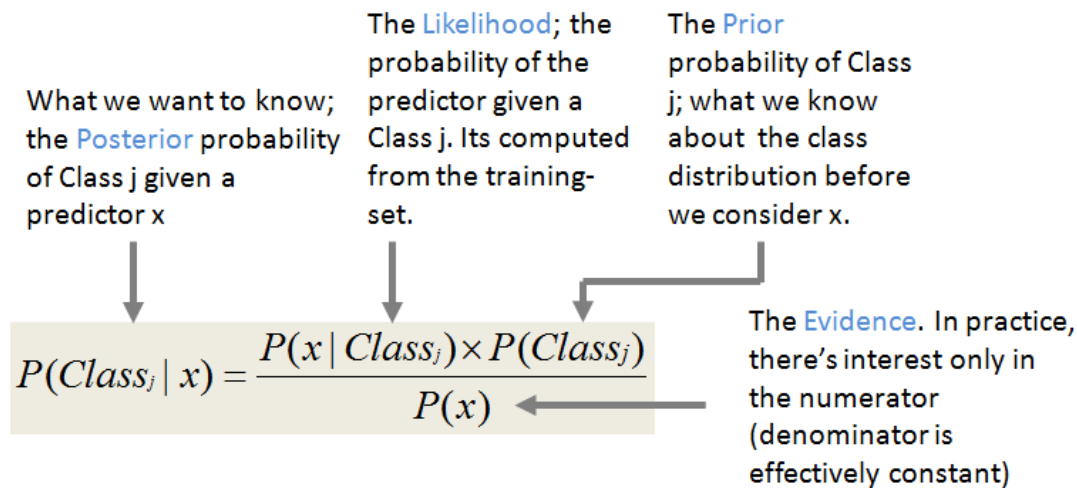 What we want to know;
the Posterior probability
of Class j given a
predictor x
The Likelihood; the
probability of the
predictor given a
Class j. Its computed
from the training-
set.
The Prior
probability of Class
j; what we know
about the class
distribution before
we consider x.
P(Class_j | x) = P(x | Class_j) × P(Class_j)
P(x)
The Evidence. In practice,
there's interest only in
the numerator
(denominator is
effectively constant)